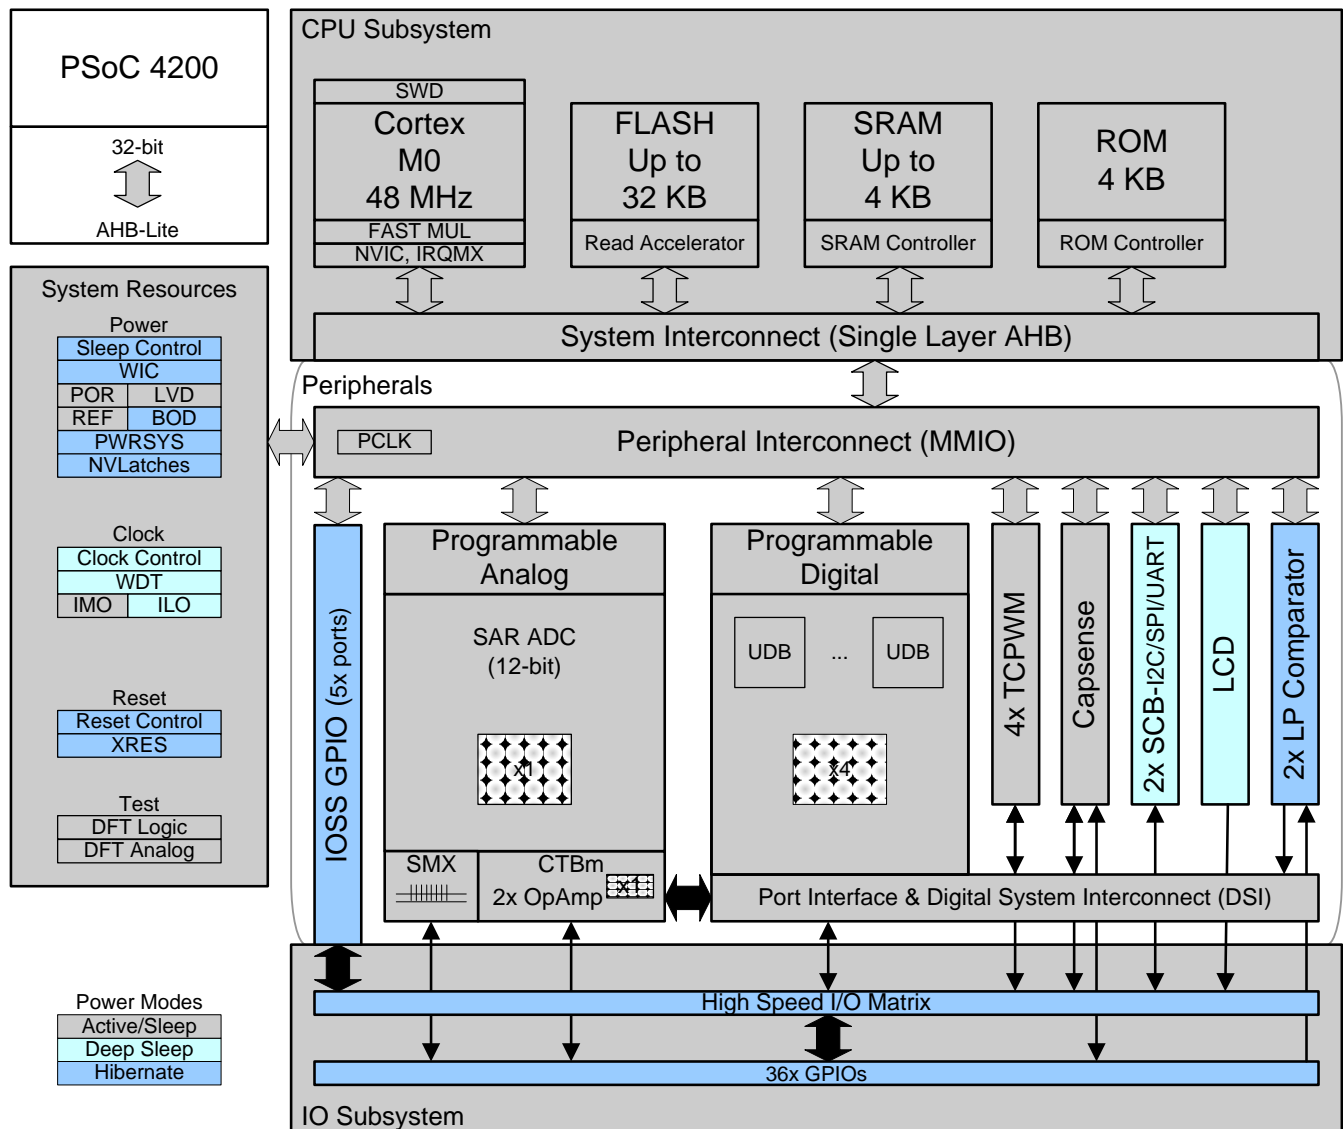 PSoC 4200
32-bit
AHB-Lite
CPU Subsystem
SWD
Cortex
M0
48 MHz
FAST MUL
NVIC, IRQMX
FLASH
Up to
32 KB
Read Accelerator
SRAM
Up to
4 KB
SRAM Controller
ROM
4 KB
ROM Controller
System Interconnect (Single Layer AHB)
System Resources
Power
Sleep Control
WIC
POR LVD
REF BOD
PWRSYS
NVLatches
Clock
Clock Control
WDT
IMO ILO
Reset
Reset Control
XRES
Test
DFT Logic
DFT Analog
Peripherals
PCLK
Peripheral Interconnect (MMIO)
IOSS GPIO (5x ports)
Programmable
Analog
SAR ADC
(12-bit)
x1
SMX
CTBm
2x OpAmp
x1
Programmable
Digital
UDB ... UDB
x4
4x TCPWM
Capsense
2x SCB-I2C/SPI/UART
LCD
2x LP Comparator
Port Interface & Digital System Interconnect (DSI)
High Speed I/O Matrix
36x GPIOs
IO Subsystem
Power Modes
Active/Sleep
Deep Sleep
Hibernate